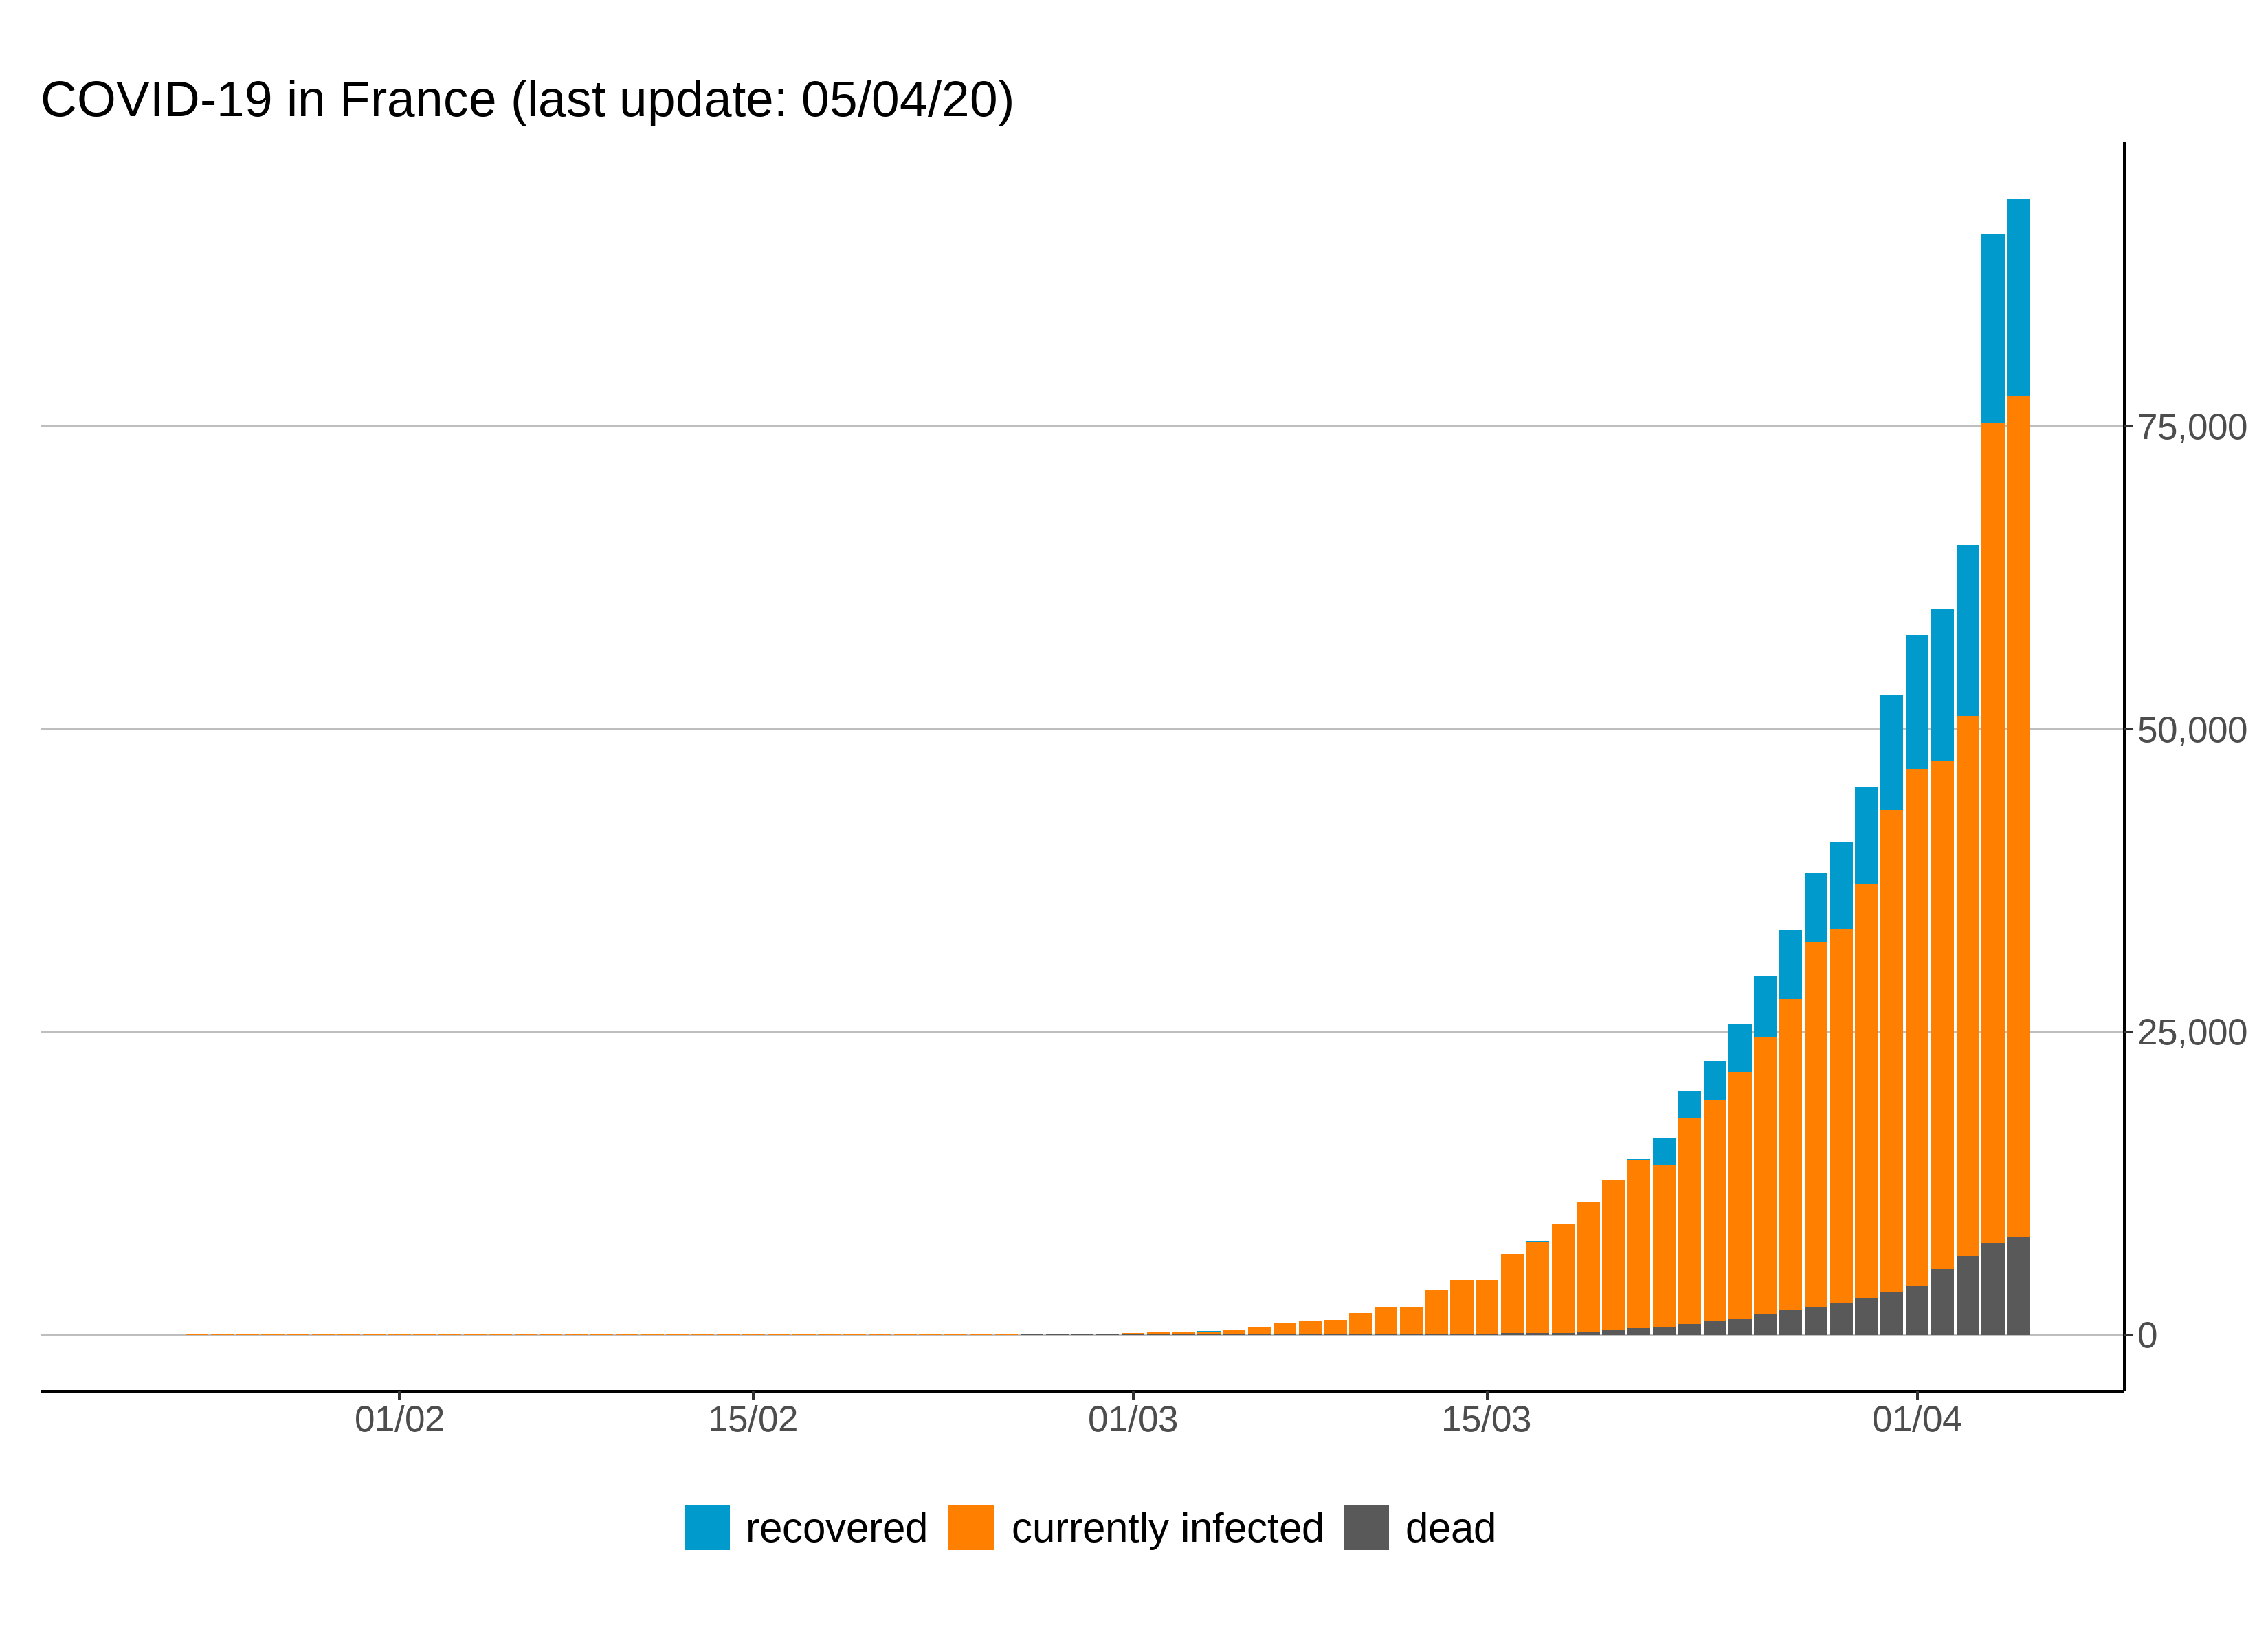 COVID-19 in France (last update: 05/04/20)
75,000
50,000
25,000
0
01/02 15/02 01/03 15/03 01/04
recovered currently infected dead